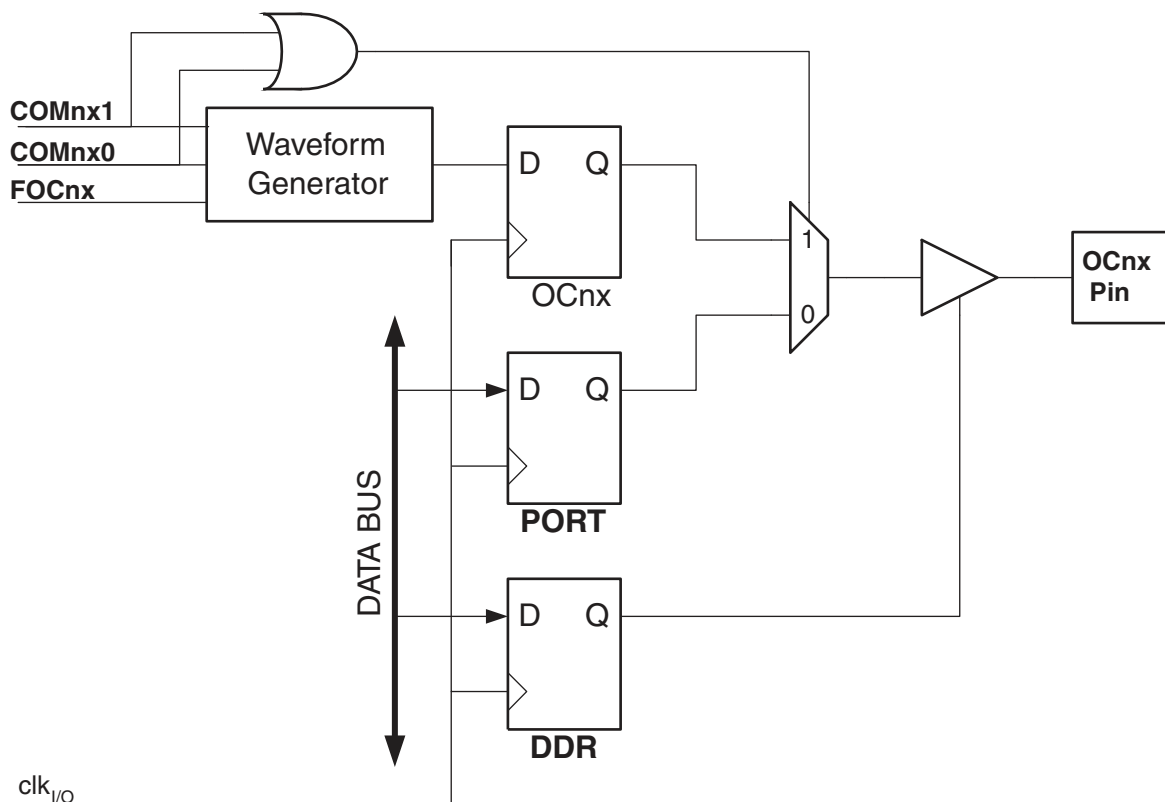 COMnx1
COMnx0
FOCnx
Waveform
Generator
D Q
OCnx
1
0
OCnx
Pin
D Q
PORT
DATA BUS
D Q
DDR
clkI/O